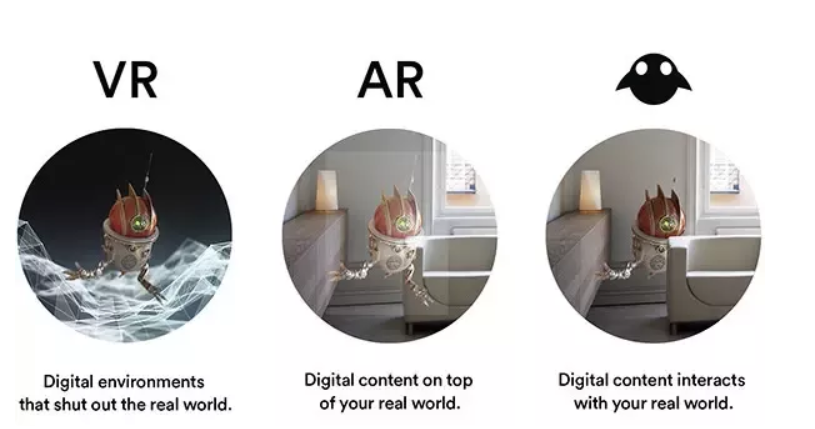 VR
AR
Digital environments
that shut out the real world.
Digital content on top
of your real world.
Digital content interacts
with your real world.